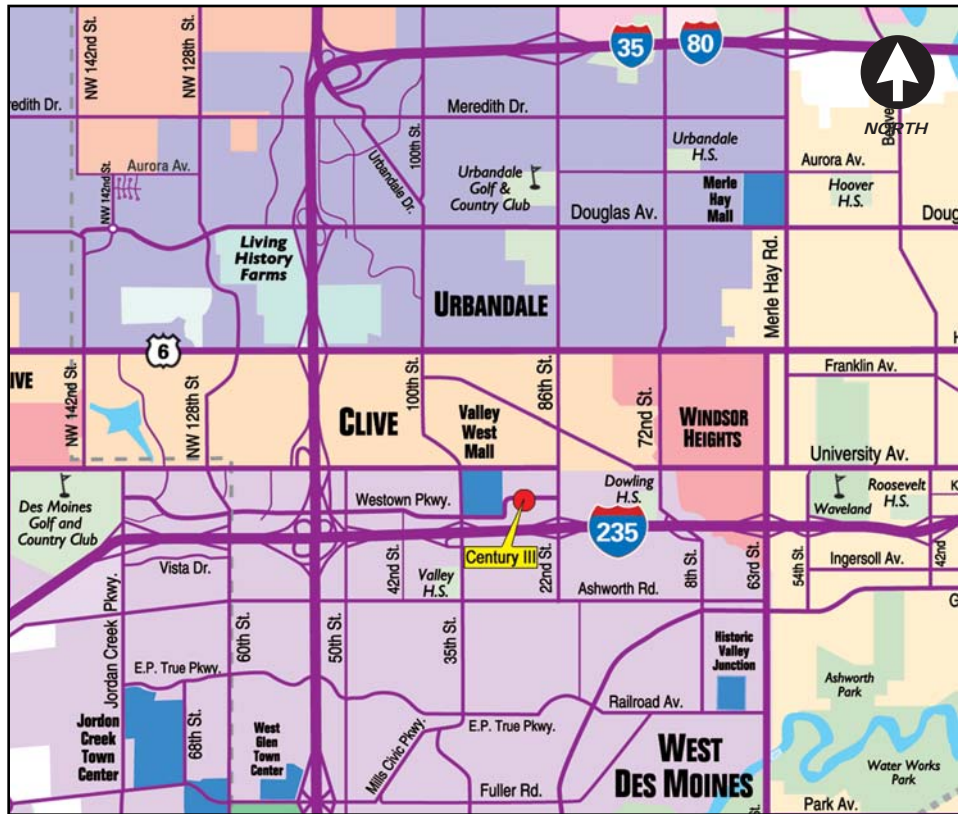 35
80
NORTH
NW 142nd St.
NW 128th St.
edith Dr.
Meredith Dr.
100th St.
Urbandale Dr.
Urbandale
H.S.
Aurora Av.
Aurora Av.
NW 142nd St.
Urbandale
Golf &
Country Club
Merle
Hay
Mall
Hoover
H.S.
Douglas Av.
Doug
Living
History
Farms
URBANDALE
Merle Hay Rd.
6
H
IVE
NW 142nd St.
NW 128th St
100th St.
CLIVE
Valley
West
Mall
86th St.
72nd St.
WINDSOR
HEIGHTS
Franklin Av.
University Av.
Des Moines
Golf and
Country Club
Westown Pkwy.
Dowling
H.S.
Waveland
Roosevelt
H.S.
K
235
Century III
Vista Dr.
42nd St.
Valley
H.S.
22nd St.
Ashworth Rd.
8th St.
63rd St.
54th St.
Ingersoll Av.
42nd
G
Jordan Creek Pkwy.
60th St.
50th St.
35th St.
Historic
Valley
Junction
E.P. True Pkwy.
Ashworth
Park
Railroad Av.
Jordon
Creek
Town
Center
68th St.
West
Glen
Town
Center
Mills Civic Pkwy.
E.P. True Pkwy.
WEST
DES MOINES
Fuller Rd.
Water Works
Park
Park Av.
St.